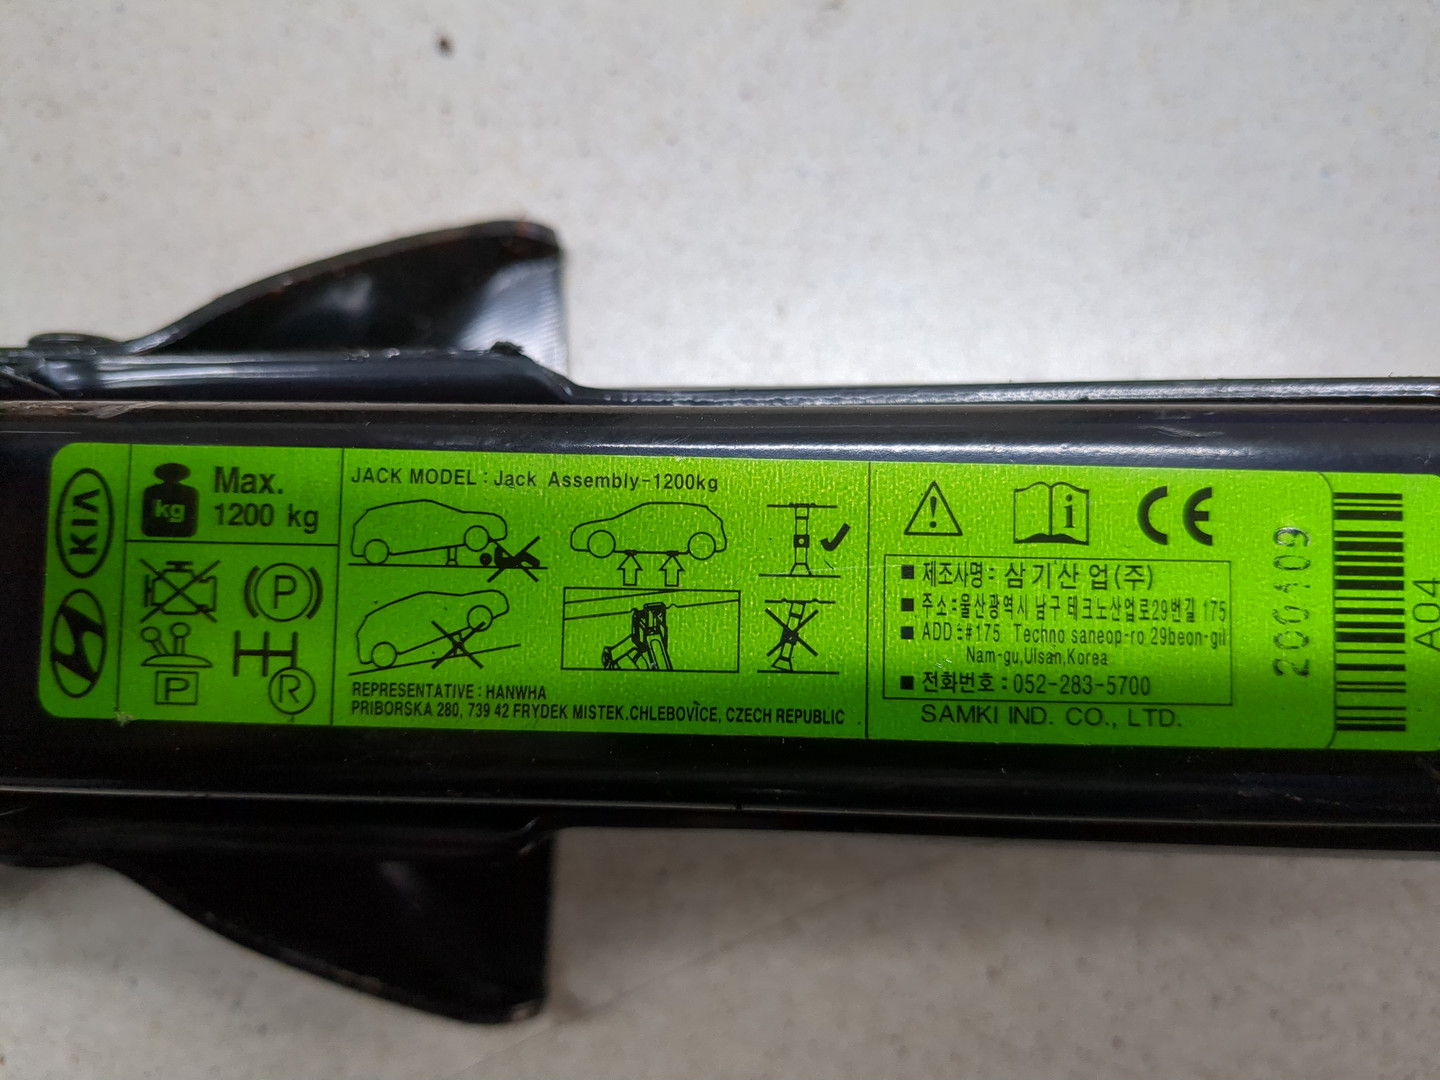 KIA
kg
Max.
1200 kg
P
P
R
JACK MODEL : Jack Assembly-1200kg
REPRESENTATIVE : HANWHA
PRIBORSKA 280, 739 42 FRYDEK MISTEK.CHLEBOVICE, CZECH REPUBLIC
i
CE
■ 제조사명 : 삼기산업(주)
■ 주소 : 울산광역시 남구 테크노산업로29번길 175
■ ADD : #175 Techno saneop-ro 29beon-gil
Nam-gu,Ulsan,Korea
■ 전화번호 : 052-283-5700
SAMKI IND. CO., LTD.
200109
A04